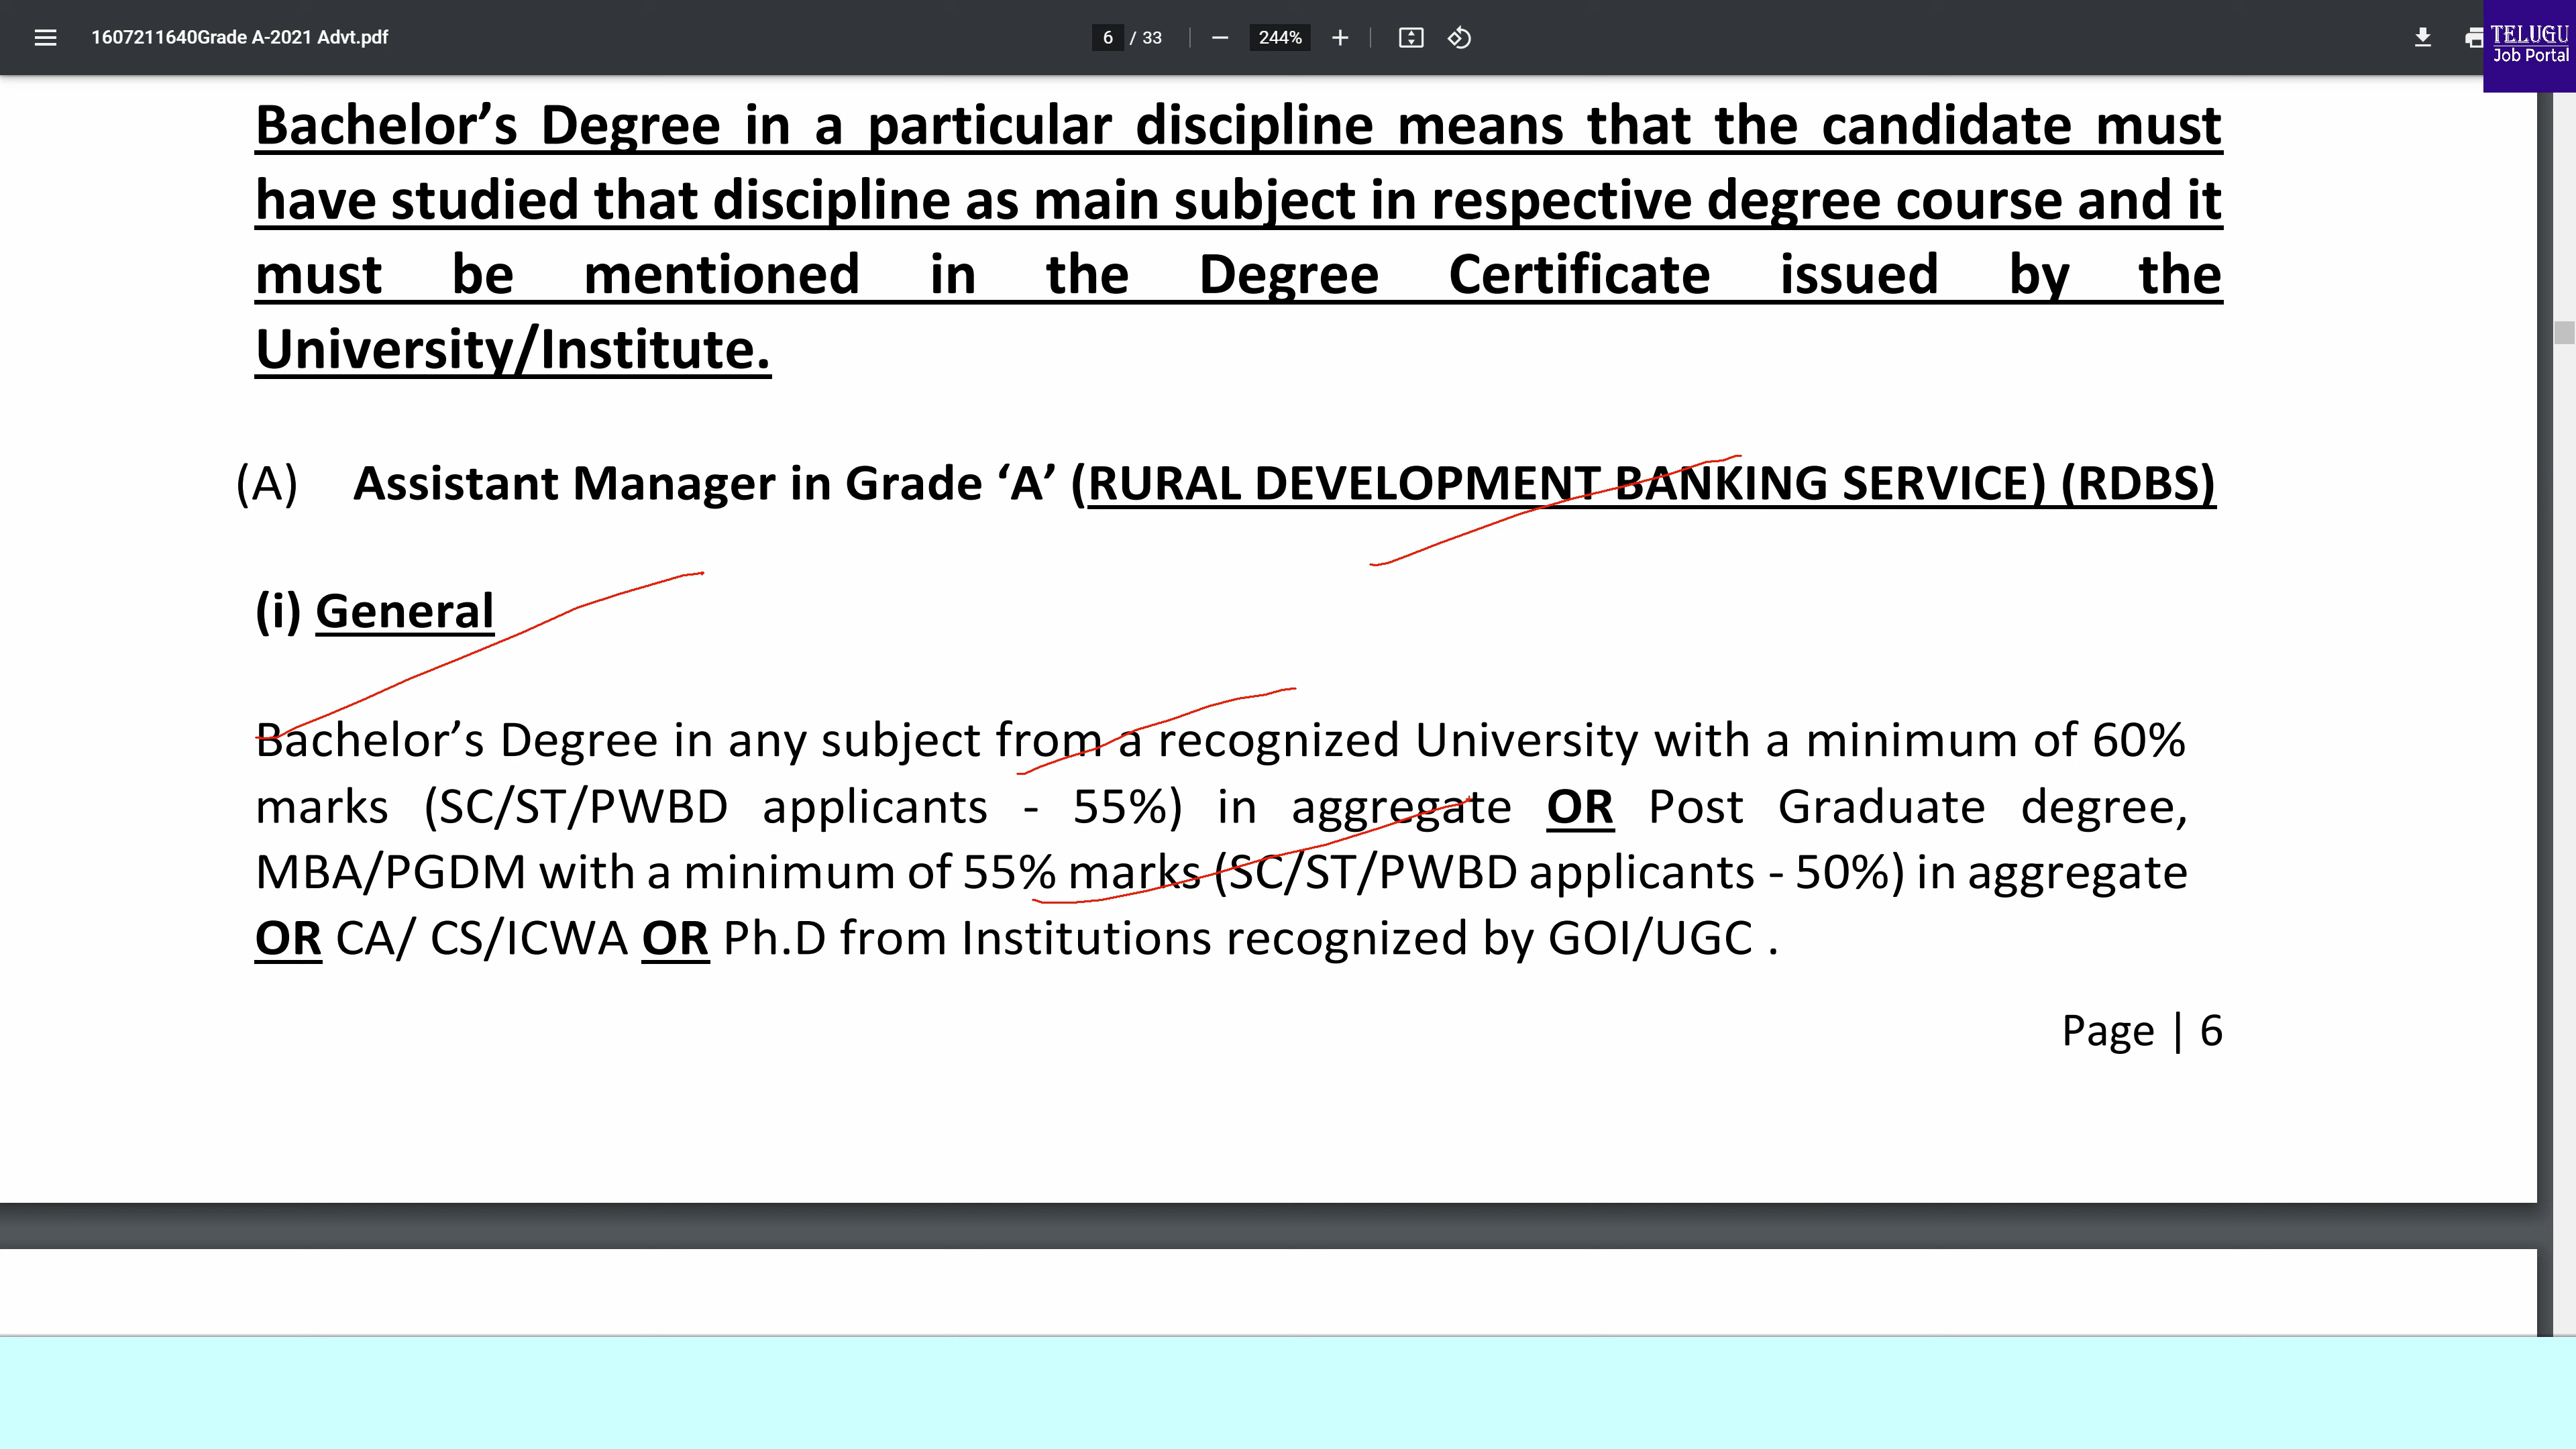 1607211640Grade A-2021 Advt.pdf
6 / 33
244%
TELUGU
Job Portal
Bachelor’s Degree in a particular discipline means that the candidate must
have studied that discipline as main subject in respective degree course and it
must be mentioned in the Degree Certificate issued by the
University/Institute.
(A) Assistant Manager in Grade ‘A’ (RURAL DEVELOPMENT BANKING SERVICE) (RDBS)
(i) General
Bachelor’s Degree in any subject from a recognized University with a minimum of 60%
marks (SC/ST/PWBD applicants - 55%) in aggregate OR Post Graduate degree,
MBA/PGDM with a minimum of 55% marks (SC/ST/PWBD applicants - 50%) in aggregate
OR CA/ CS/ICWA OR Ph.D from Institutions recognized by GOI/UGC .
Page | 6